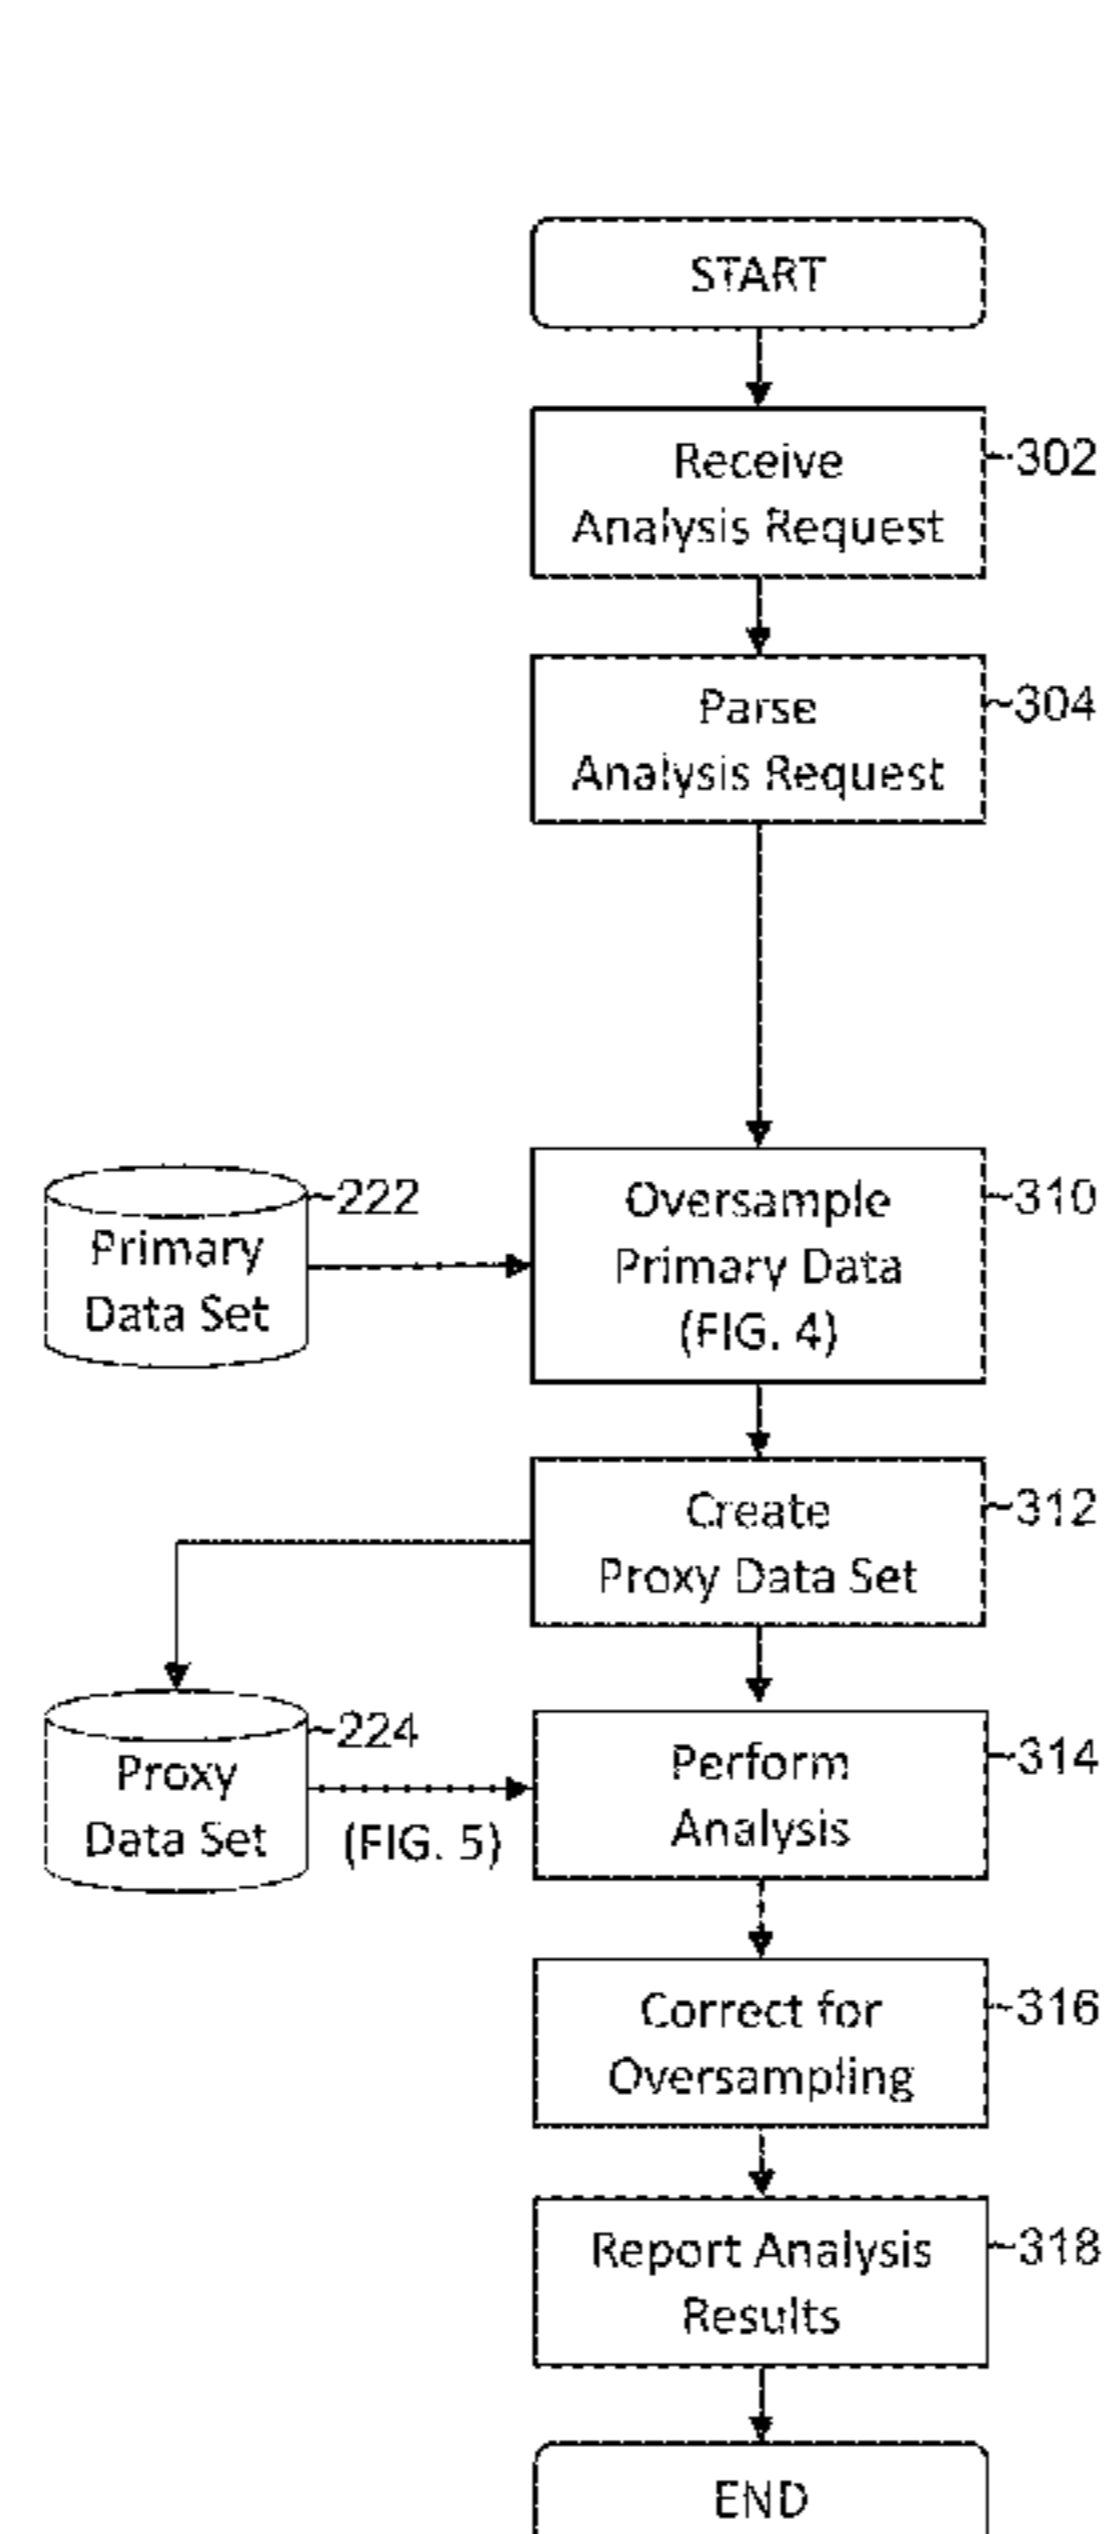 START
Receive
Analysis Request
~302
Parse
Analysis Request
~304
~222
Primary
Data Set
Oversample
Primary Data
(FIG. 4)
~310
Create
Proxy Data Set
~312
~224
Proxy
Data Set
(FIG. 5)
Perform
Analysis
~314
Correct for
Oversampling
~316
Report Analysis
Results
~318
END